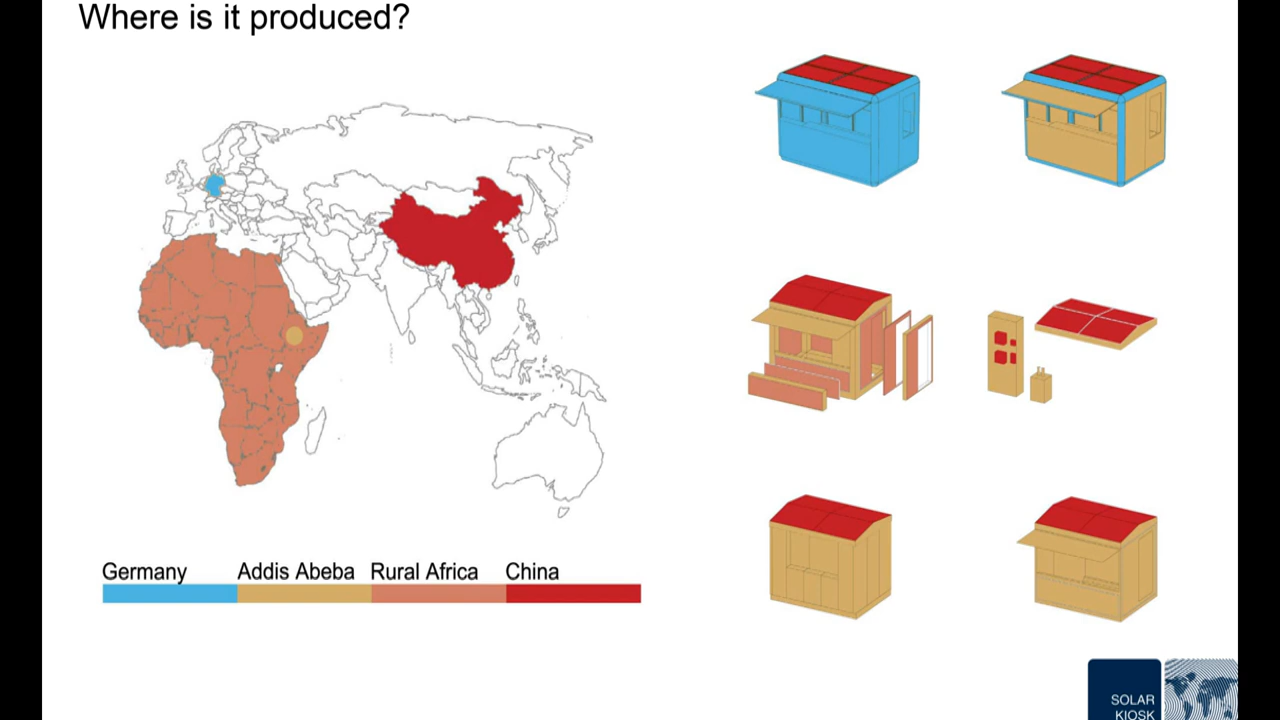 Where is it produced?
Germany
Addis Abeba
Rural Africa
China
SOLAR
KIOSK